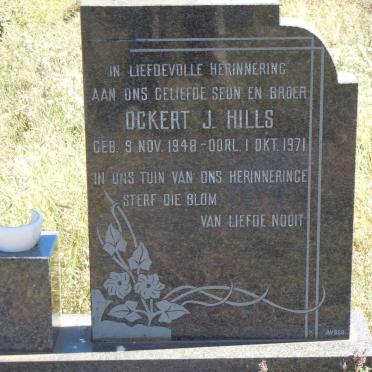 IN LIEFDEVOLLE HERINNERING
AAN ONS GELIEFDE SEUN EN BROER
OCKERT J. HILLS
GEB. 9 NOV. 1948 - OORL. 1 OKT. 1971
IN ONS TUIN VAN ONS HERINNERINGE
STERF DIE BLOM
VAN LIEFDE NOOIT